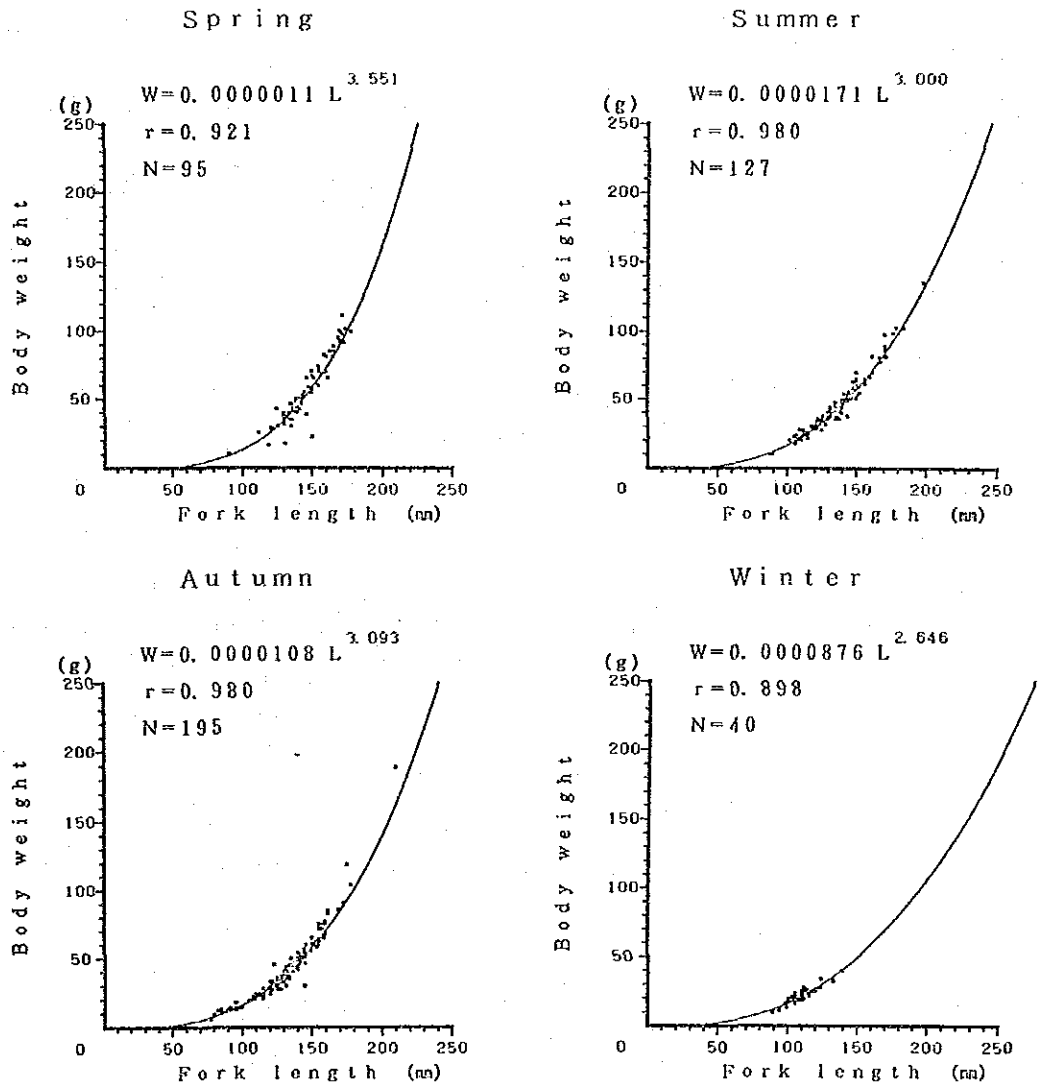 Spring
W=0.0000011 L^3.551
(g)
r=0.921
N=95
250
200
150
100
50
0
Body weight
50 100 150 200 250
Fork length (mm)
Summer
W=0.0000171 L^3.000
(g)
r=0.980
N=127
250
200
150
100
50
0
Body weight
50 100 150 200 250
Fork length (mm)
Autumn
W=0.0000108 L^3.093
(g)
r=0.980
N=195
250
200
150
100
50
0
Body weight
50 100 150 200 250
Fork length (mm)
Winter
W=0.0000876 L^2.646
(g)
r=0.898
N=40
250
200
150
100
50
0
Body weight
50 100 150 200 250
Fork length (mm)